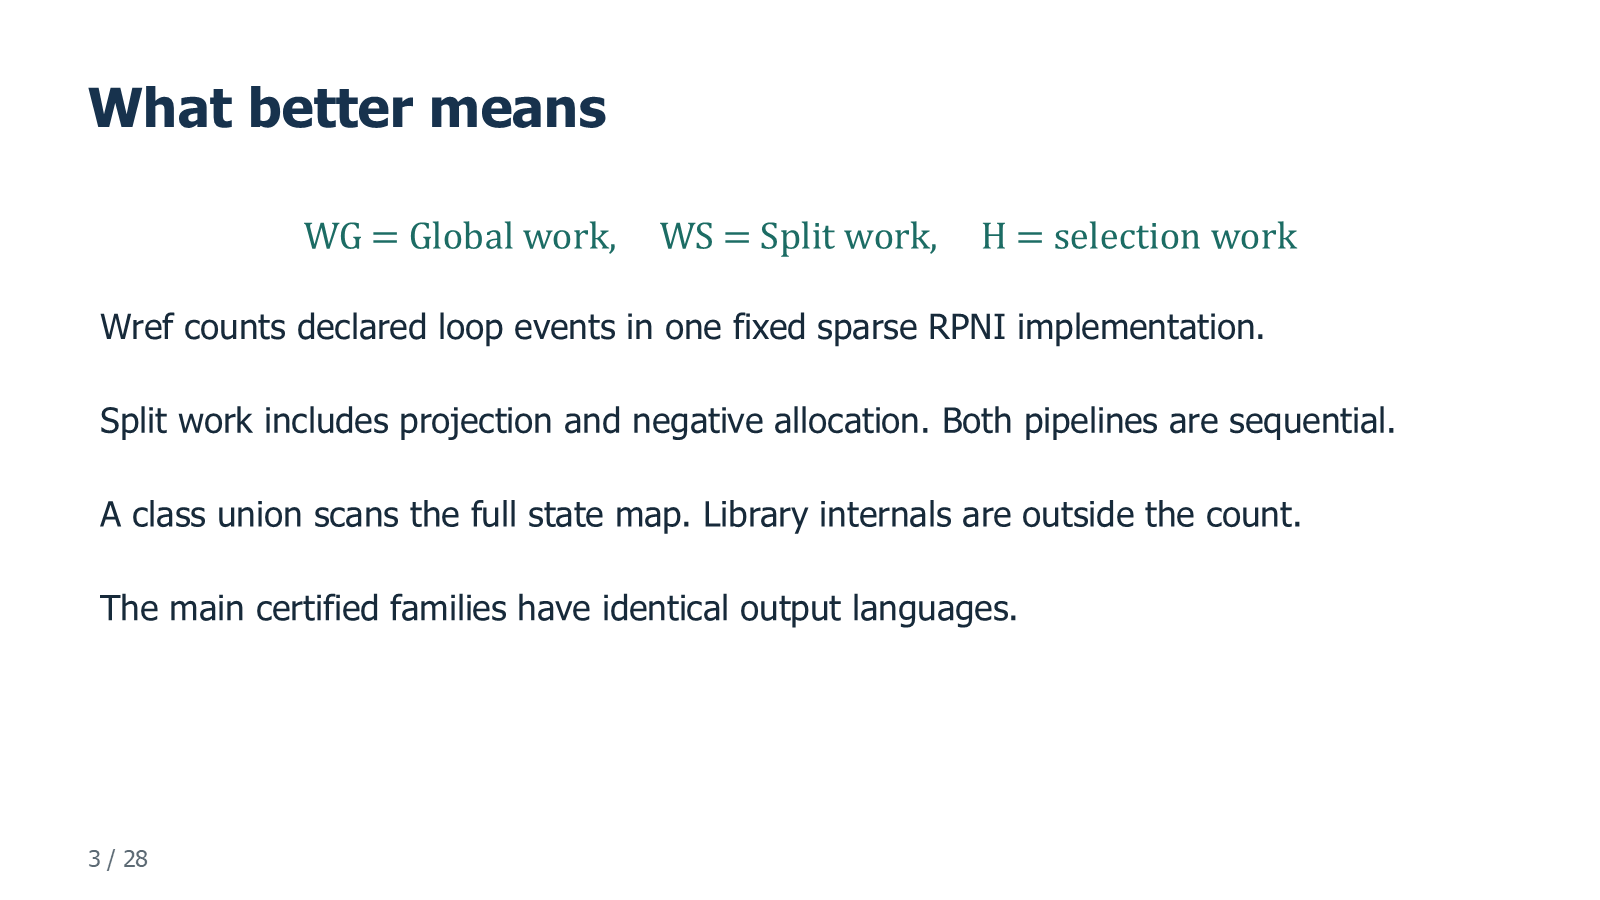 What better means
WG = Global work, WS = Split work, H = selection work
Wref counts declared loop events in one fixed sparse RPNI implementation.
Split work includes projection and negative allocation. Both pipelines are sequential.
A class union scans the full state map. Library internals are outside the count.
The main certified families have identical output languages.
3 / 28